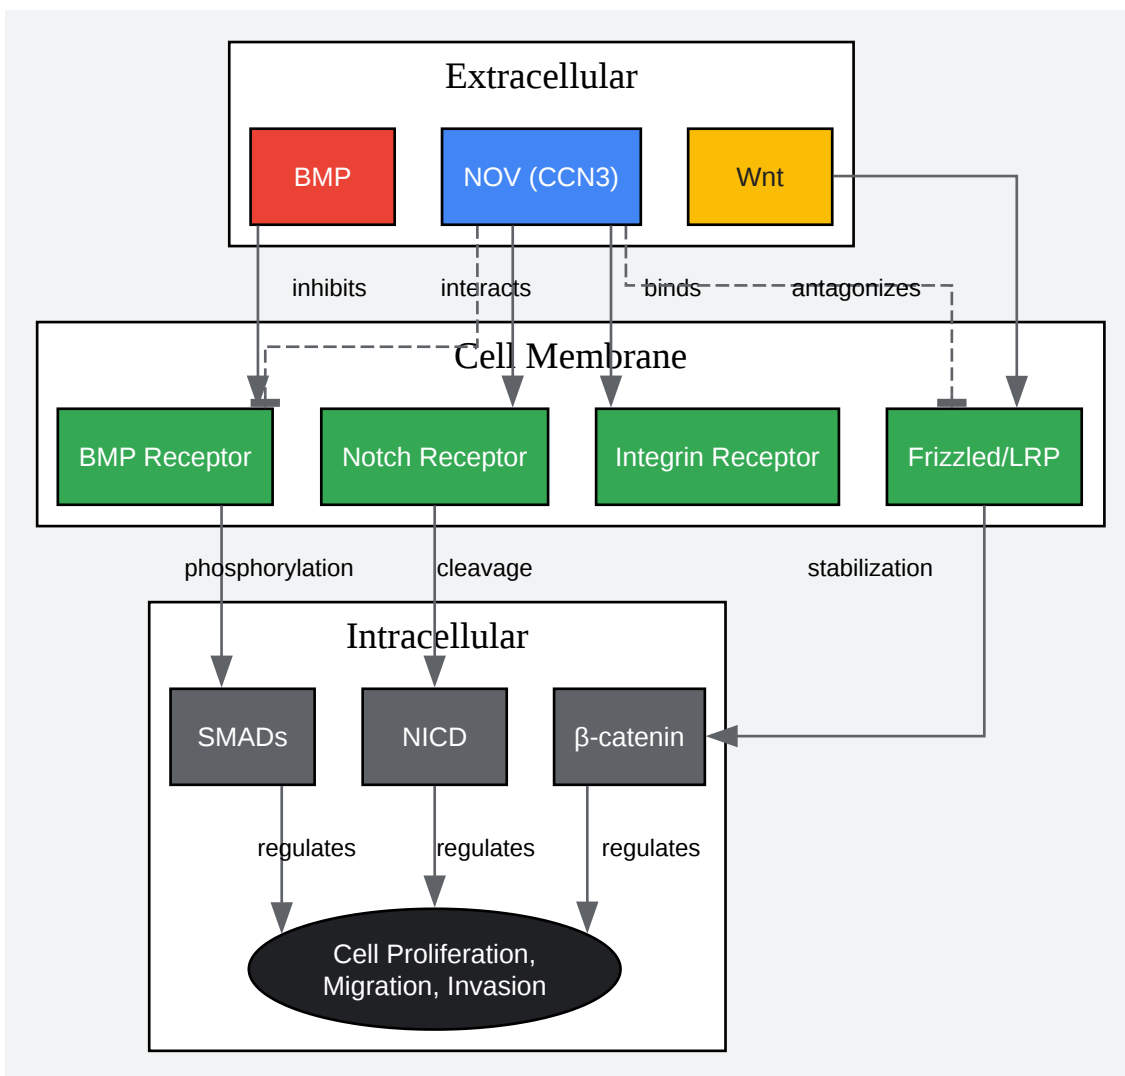 Extracellular
BMP
NOV (CCN3)
Wnt
inhibits
interacts
binds
antagonizes
Cell Membrane
BMP Receptor
Notch Receptor
Integrin Receptor
Frizzled/LRP
phosphorylation
cleavage
stabilization
Intracellular
SMADs
NICD
β-catenin
regulates
regulates
regulates
Cell Proliferation,
Migration, Invasion